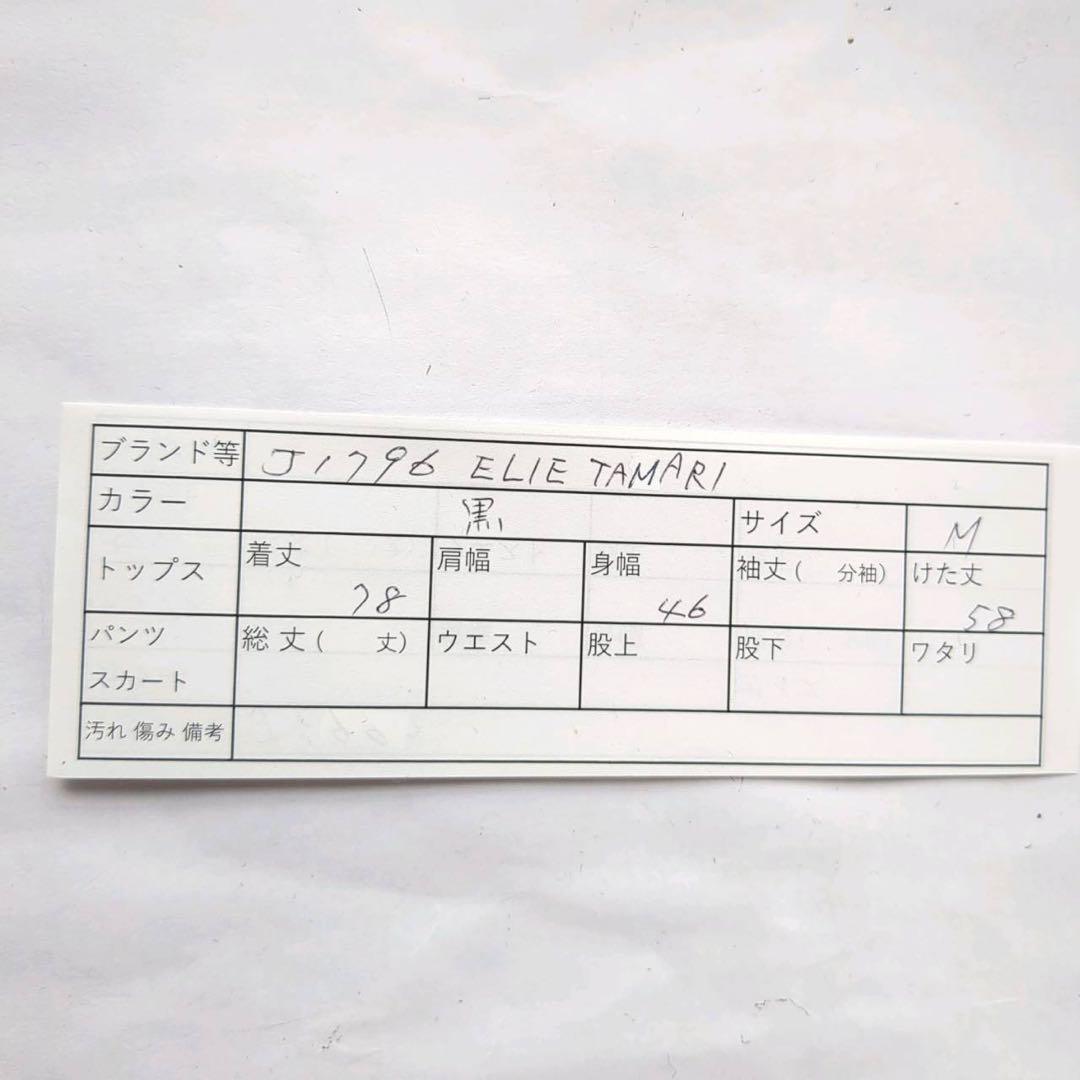 ブランド等 J1796 ELIE TAMARI
カラー 黒 サイズ M
トップス 着丈 78 肩幅 身幅 46 袖丈( 分袖) けた丈 58
パンツ スカート 総丈( 丈) ウエスト 股上 股下 ワタリ
汚れ 傷み 備考